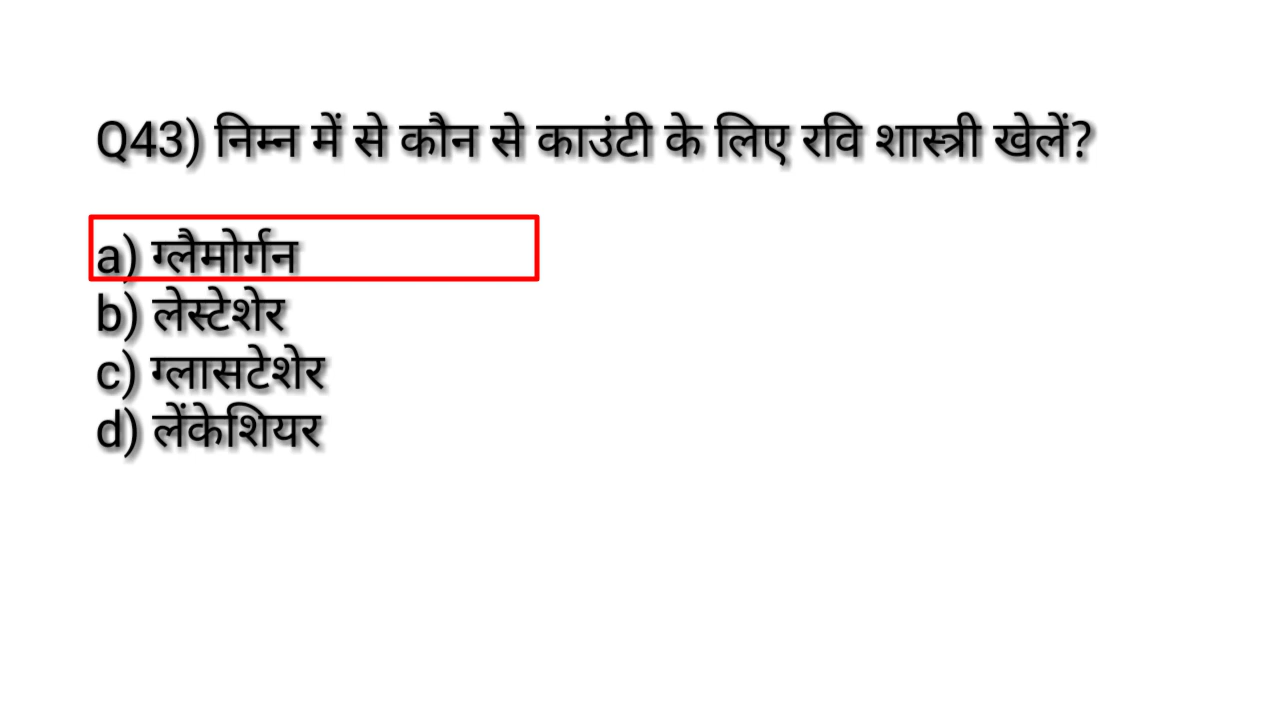 Q43) निम्न में से कौन से काउंटी के लिए रवि शास्त्री खेलें?
a) ग्लैमोर्गन
b) लेस्टेशेर
c) ग्लासटेशेर
d) लेंकेशियर